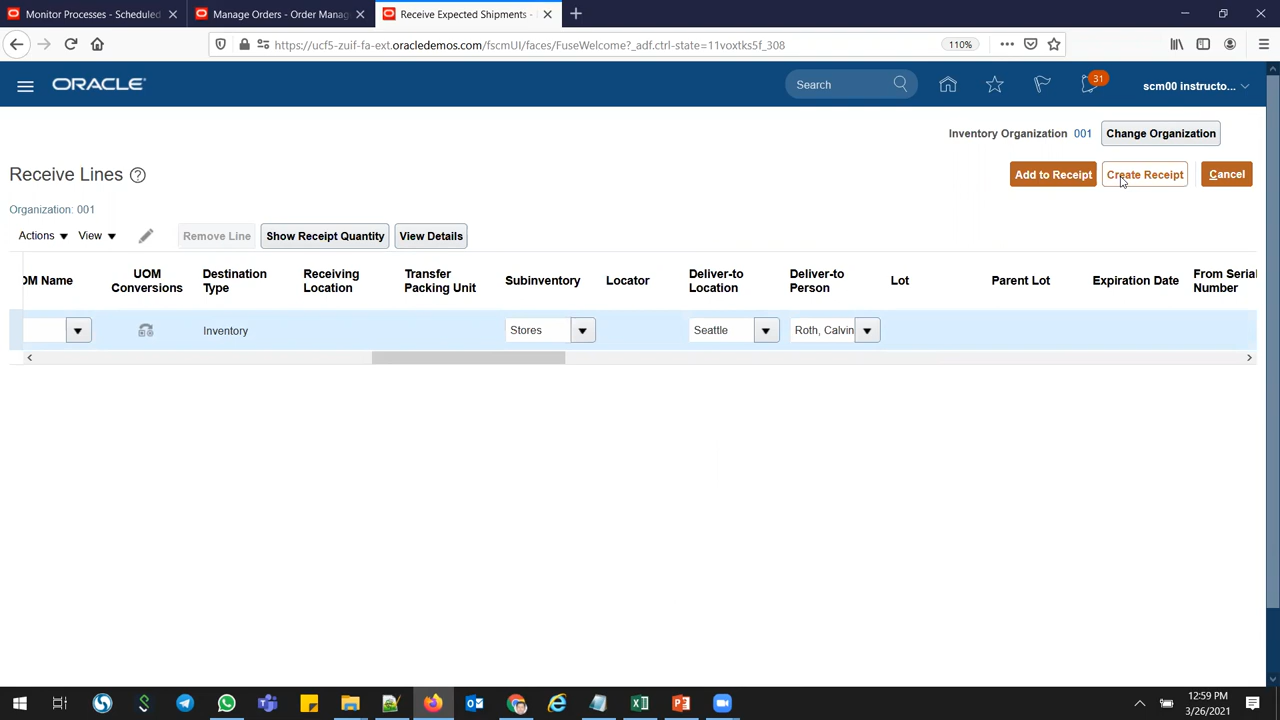 Monitor Processes - Scheduled
Manage Orders - Order Manag
Receive Expected Shipments -
https://ucf5-zuif-fa-ext.oracledemos.com/fscmUI/faces/FuseWelcome?_adf.ctrl-state=11voxtks5f_308
110%
ORACLE
Search
31
scm00 instructo...
Inventory Organization 001 Change Organization
Receive Lines
Add to Receipt Create Receipt Cancel
Organization: 001
Actions View Remove Line Show Receipt Quantity View Details
OM Name
UOM Conversions
Destination Type
Receiving Location
Transfer Packing Unit
Subinventory
Locator
Deliver-to Location
Deliver-to Person
Lot
Parent Lot
Expiration Date
From Serial Number
Inventory Stores Seattle Roth, Calvin
12:59 PM
3/26/2021